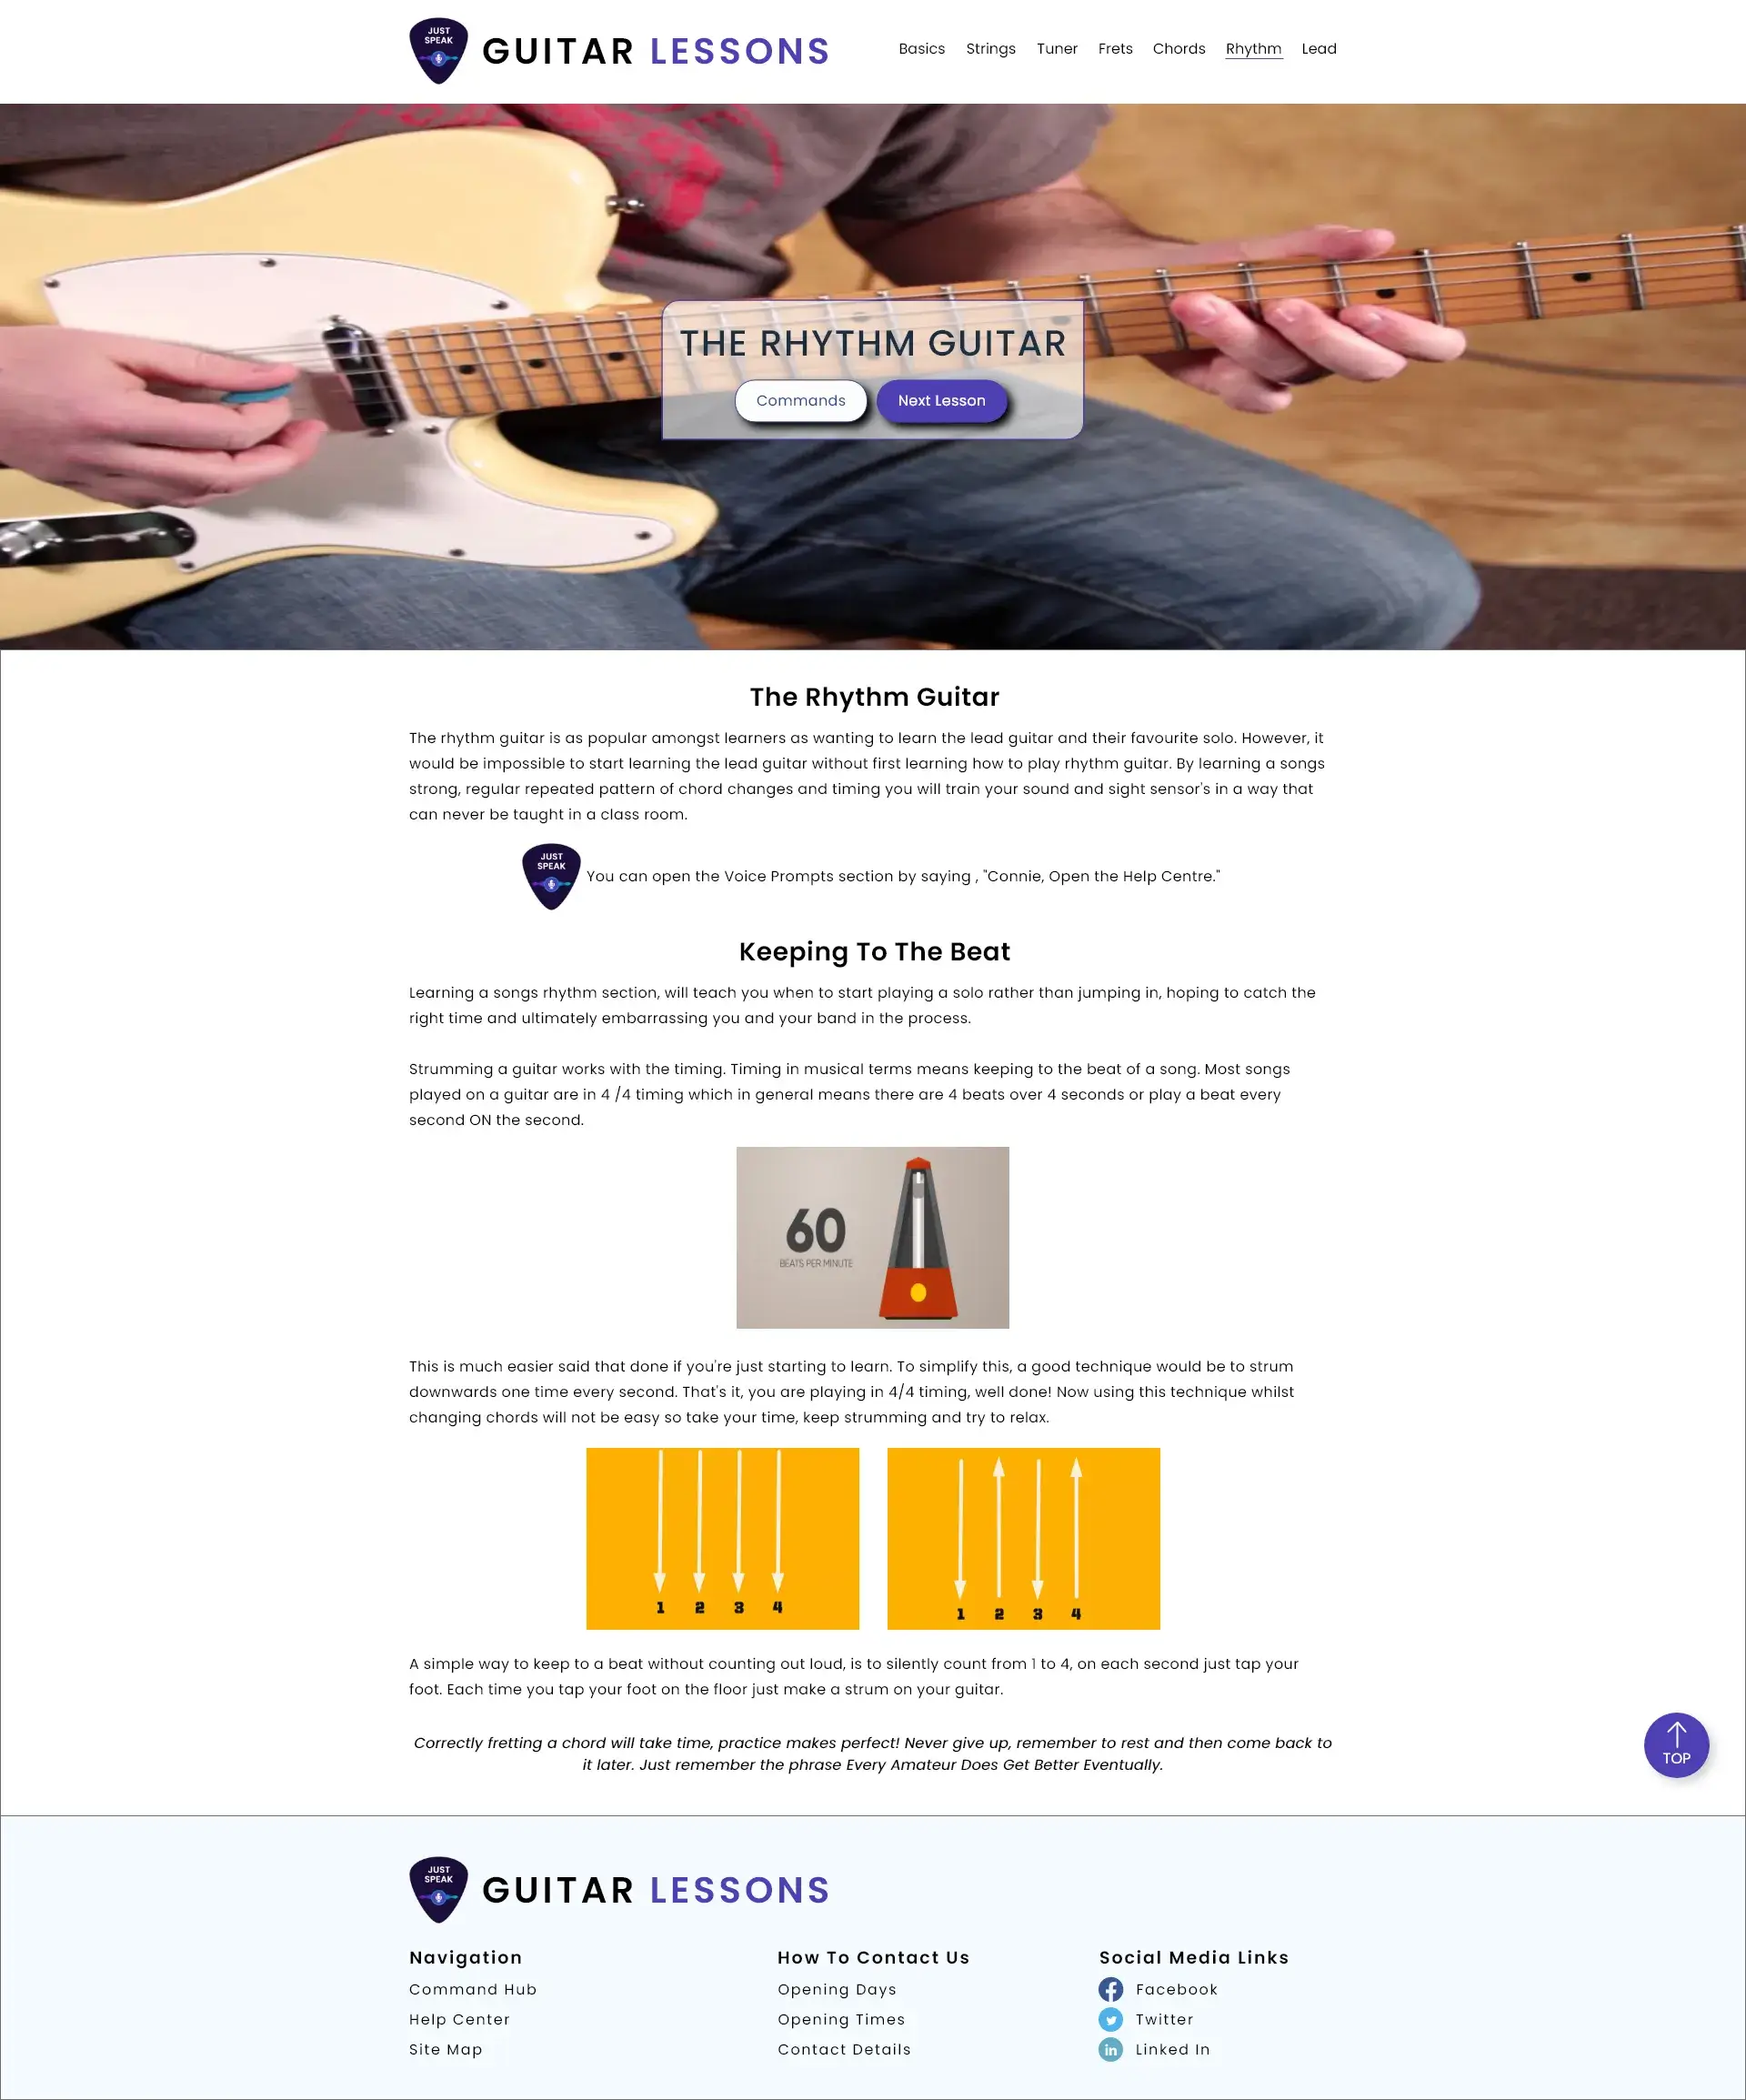 JUST
SPEAK
GUITAR LESSONS
Basics Strings Tuner Frets Chords Rhythm Lead
THE RHYTHM GUITAR
Commands Next Lesson
The Rhythm Guitar
The rhythm guitar is as popular amongst learners as wanting to learn the lead guitar and their favourite solo. However, it
would be impossible to start learning the lead guitar without first learning how to play rhythm guitar. By learning a songs
strong, regular repeated pattern of chord changes and timing you will train your sound and sight sensor's in a way that
can never be taught in a class room.
JUST
SPEAK
You can open the Voice Prompts section by saying , "Connie, Open the Help Centre."
Keeping To The Beat
Learning a songs rhythm section, will teach you when to start playing a solo rather than jumping in, hoping to catch the
right time and ultimately embarrassing you and your band in the process.
Strumming a guitar works with the timing. Timing in musical terms means keeping to the beat of a song. Most songs
played on a guitar are in 4 /4 timing which in general means there are 4 beats over 4 seconds or play a beat every
second ON the second.
60
BEATS PER MINUTE
This is much easier said that done if you're just starting to learn. To simplify this, a good technique would be to strum
downwards one time every second. That's it, you are playing in 4/4 timing, well done! Now using this technique whilst
changing chords will not be easy so take your time, keep strumming and try to relax.
1 2 3 4
1 2 3 4
A simple way to keep to a beat without counting out loud, is to silently count from 1 to 4, on each second just tap your
foot. Each time you tap your foot on the floor just make a strum on your guitar.
Correctly fretting a chord will take time, practice makes perfect! Never give up, remember to rest and then come back to
it later. Just remember the phrase Every Amateur Does Get Better Eventually.
TOP
JUST
SPEAK
GUITAR LESSONS
Navigation
Command Hub
Help Center
Site Map
How To Contact Us
Opening Days
Opening Times
Contact Details
Social Media Links
Facebook
Twitter
in Linked In